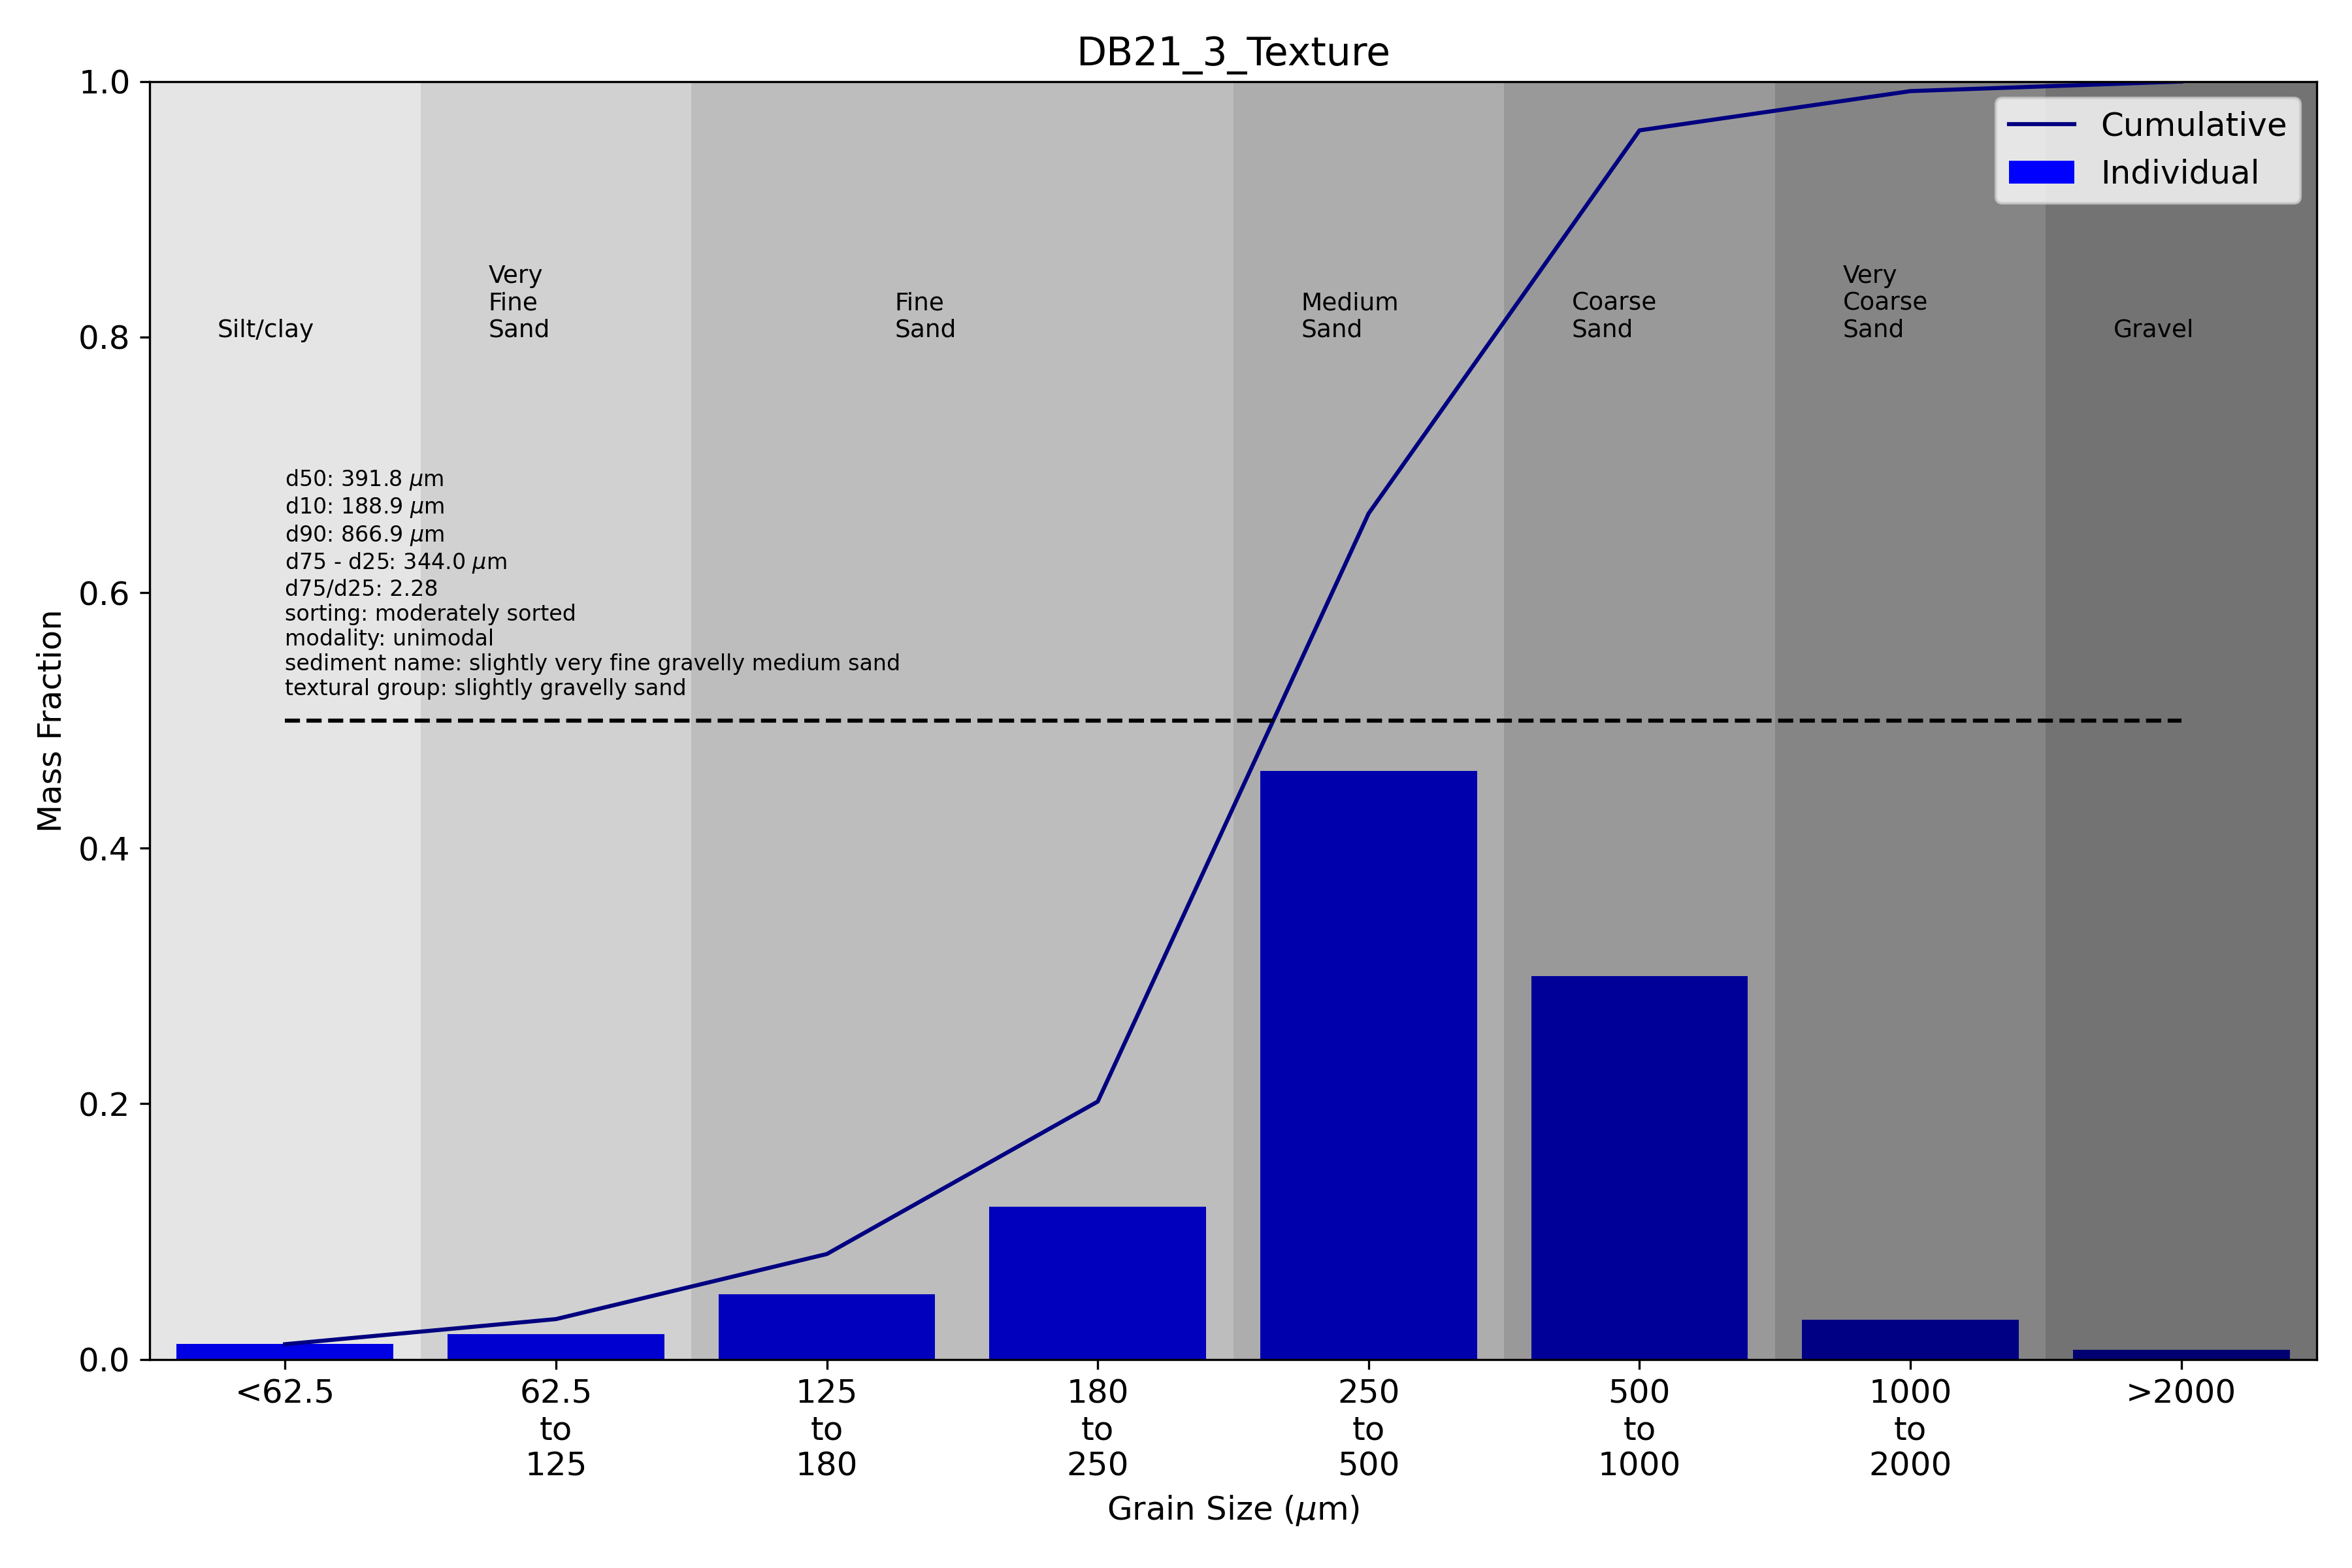 DB21_3_Texture
1.0
0.8
0.6
0.4
0.2
0.0
Mass Fraction
Cumulative
Individual
Silt/clay
Very
Fine
Sand
Fine
Sand
Medium
Sand
Coarse
Sand
Very
Coarse
Sand
Gravel
d50: 391.8 μm
d10: 188.9 μm
d90: 866.9 μm
d75 - d25: 344.0 μm
d75/d25: 2.28
sorting: moderately sorted
modality: unimodal
sediment name: slightly very fine gravelly medium sand
textural group: slightly gravelly sand
<62.5
62.5
to
125
125
to
180
180
to
250
250
to
500
500
to
1000
1000
to
2000
>2000
Grain Size (μm)